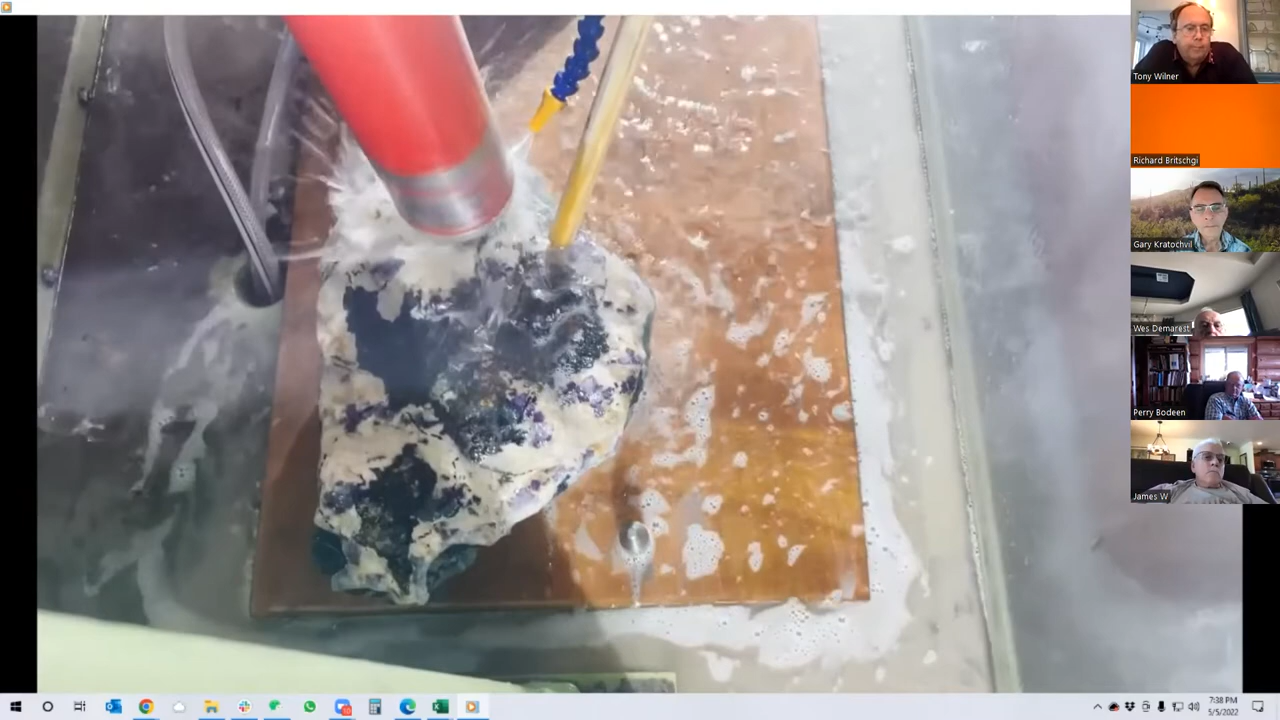 Tony Wilner
Richard Britschgi
Gary Kratochvil
Wes Demarest
Perry Bodeen
James W
7:38 PM
5/5/2022